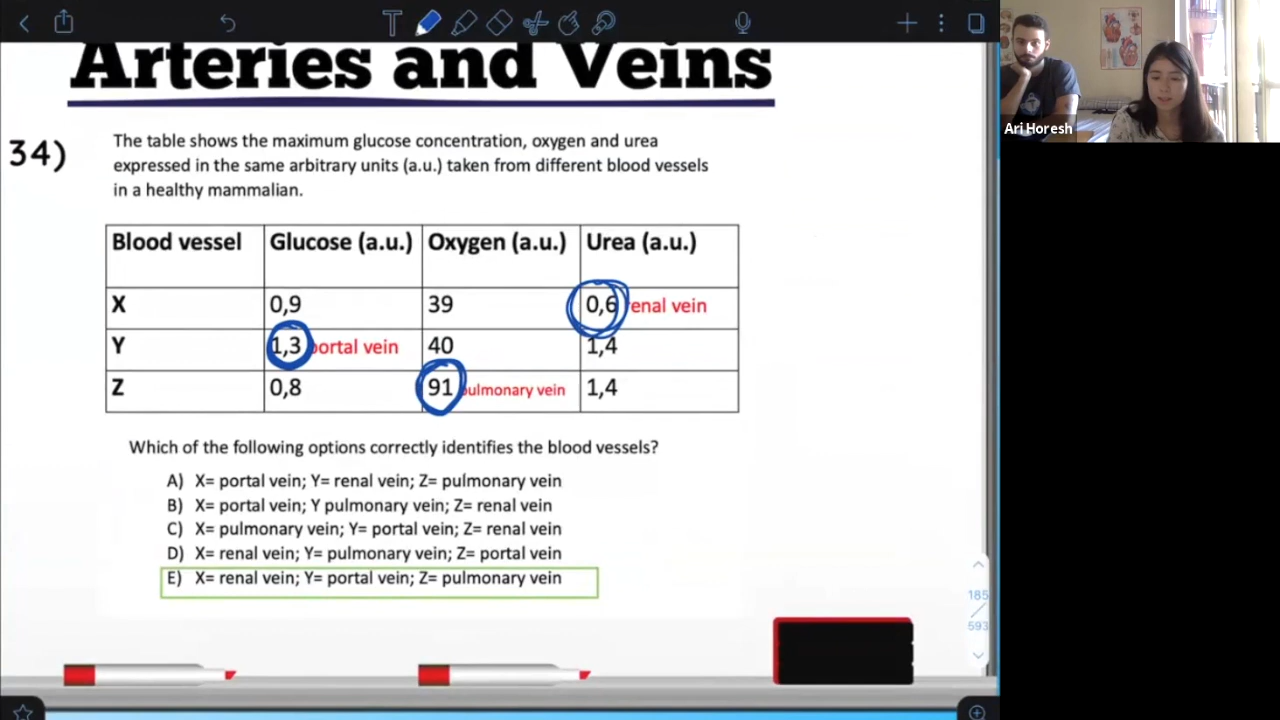 Arteries and Veins
34)
The table shows the maximum glucose concentration, oxygen and urea
expressed in the same arbitrary units (a.u.) taken from different blood vessels
in a healthy mammalian.
Blood vessel Glucose (a.u.) Oxygen (a.u.) Urea (a.u.)
X 0,9 39 0,6 renal vein
Y 1,3 portal vein 40 1,4
Z 0,8 91 pulmonary vein 1,4
Which of the following options correctly identifies the blood vessels?
A) X= portal vein; Y= renal vein; Z= pulmonary vein
B) X= portal vein; Y pulmonary vein; Z= renal vein
C) X= pulmonary vein; Y= portal vein; Z= renal vein
D) X= renal vein; Y= pulmonary vein; Z= portal vein
E) X= renal vein; Y= portal vein; Z= pulmonary vein
185
593
Ari Horesh